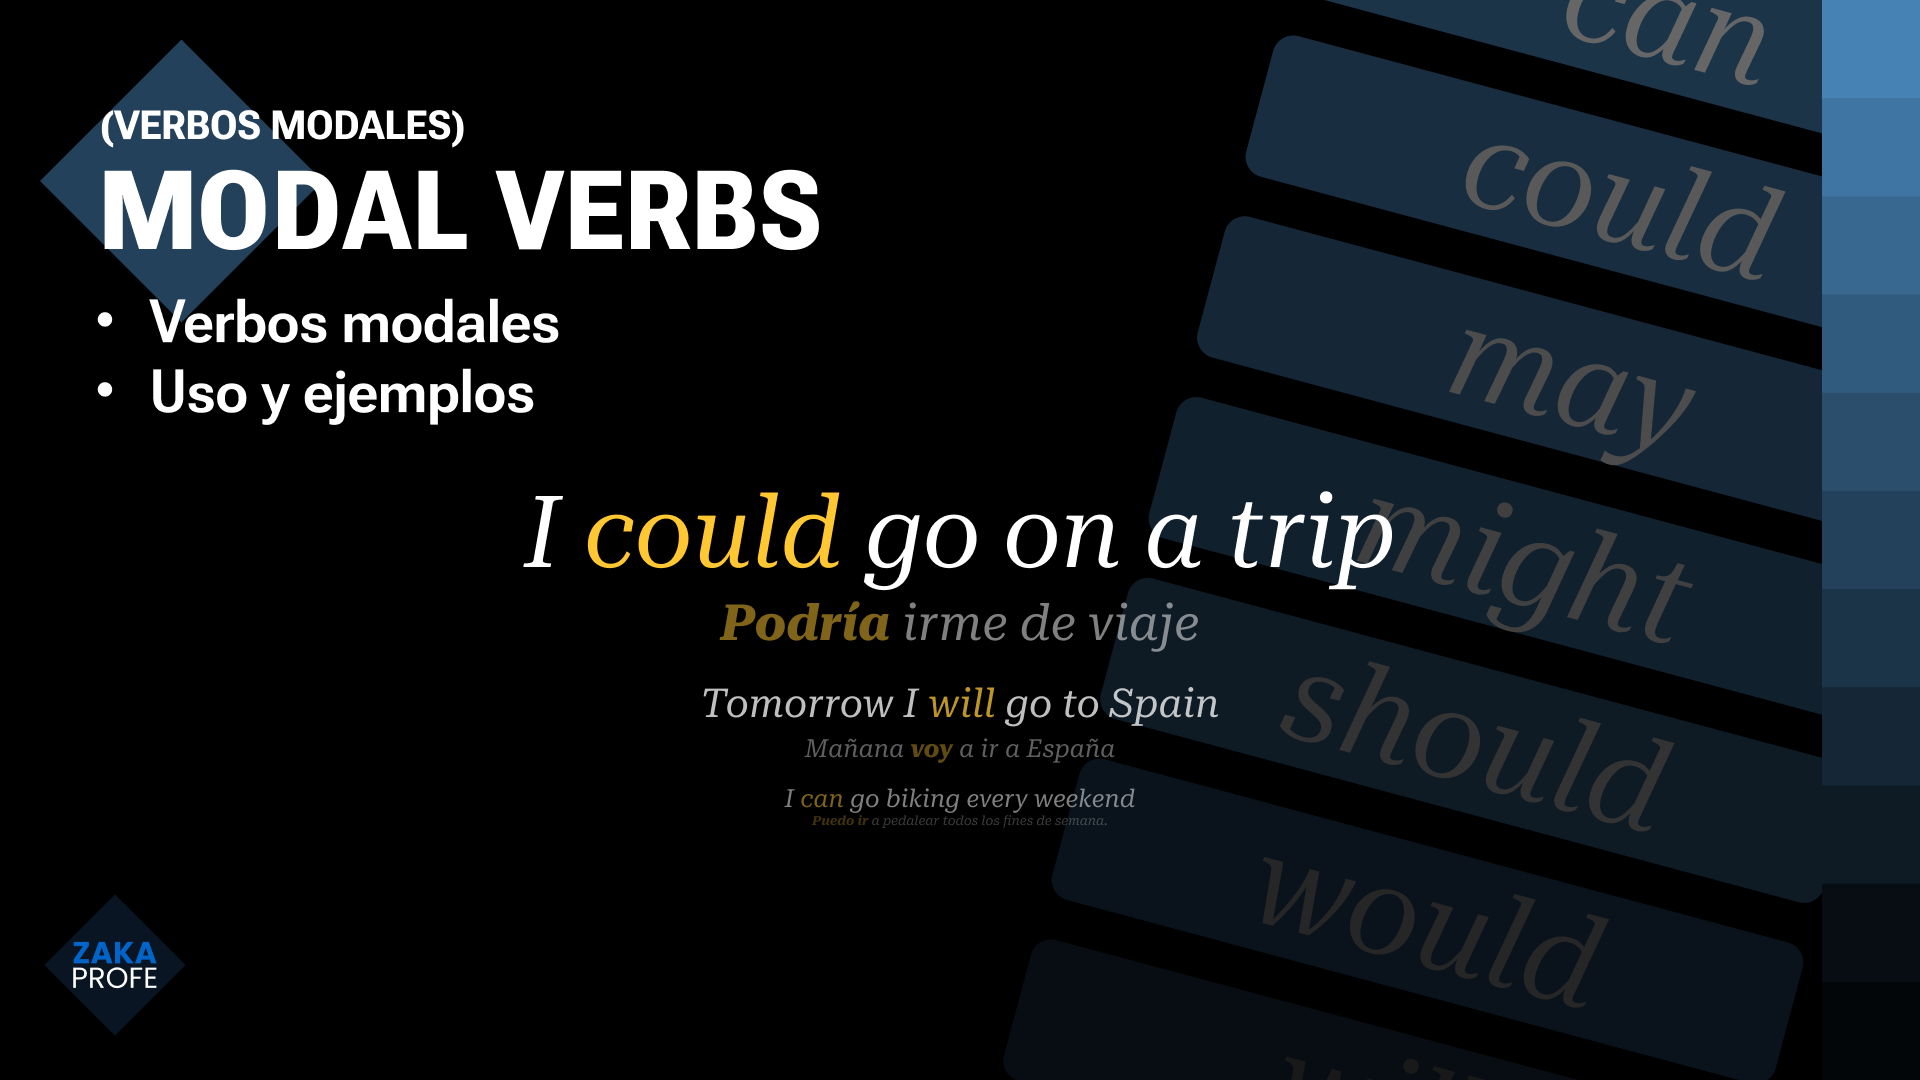 (VERBOS MODALES)
MODAL VERBS
• Verbos modales
• Uso y ejemplos
I could go on a trip
Podría irme de viaje
Tomorrow I will go to Spain
Mañana voy a ir a España
I can go biking every weekend
Puedo ir a pedalear todos los fines de semana.
can
could
may
might
should
would
will
ZAKA
PROFE